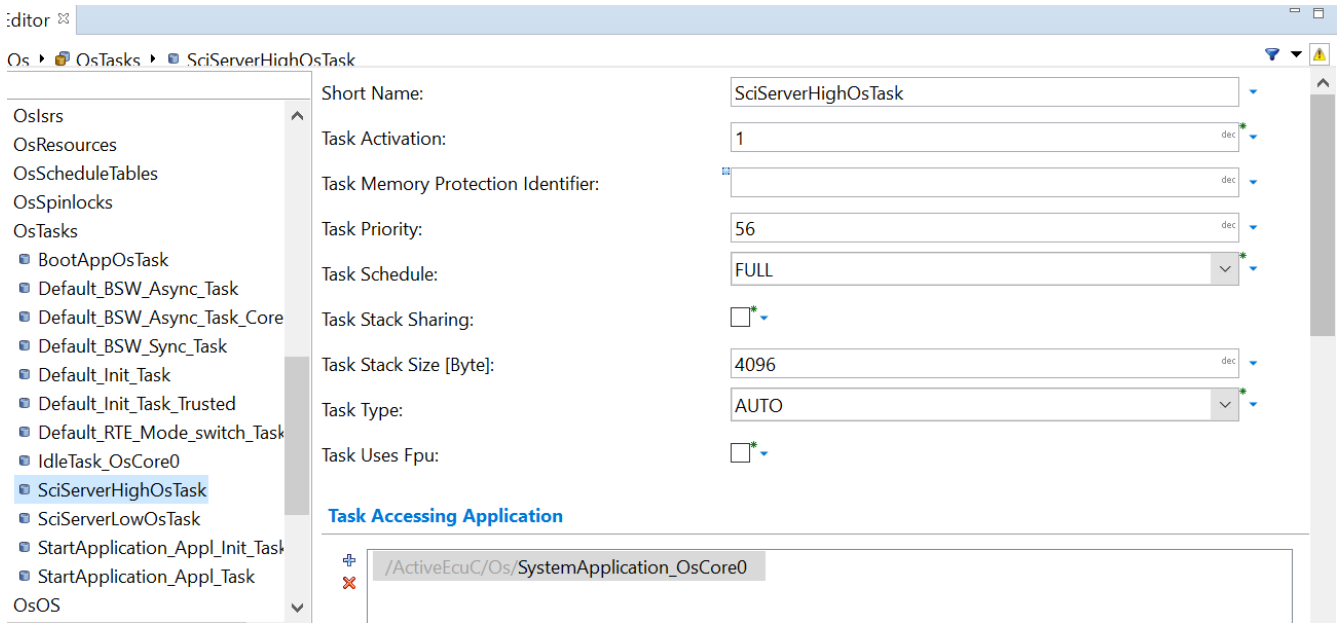 Editor
Os OsTasks SciServerHighOsTask
OsIsrs
OsResources
OsScheduleTables
OsSpinlocks
OsTasks
BootAppOsTask
Default_BSW_Async_Task
Default_BSW_Async_Task_Core
Default_BSW_Sync_Task
Default_Init_Task
Default_Init_Task_Trusted
Default_RTE_Mode_switch_Task
IdleTask_OsCore0
SciServerHighOsTask
SciServerLowOsTask
StartApplication_Appl_Init_Task
StartApplication_Appl_Task
OsOS
Short Name: SciServerHighOsTask
Task Activation: 1 dec
Task Memory Protection Identifier: dec
Task Priority: 56 dec
Task Schedule: FULL
Task Stack Sharing:
Task Stack Size [Byte]: 4096 dec
Task Type: AUTO
Task Uses Fpu:
Task Accessing Application
/ActiveEcuC/Os/SystemApplication_OsCore0